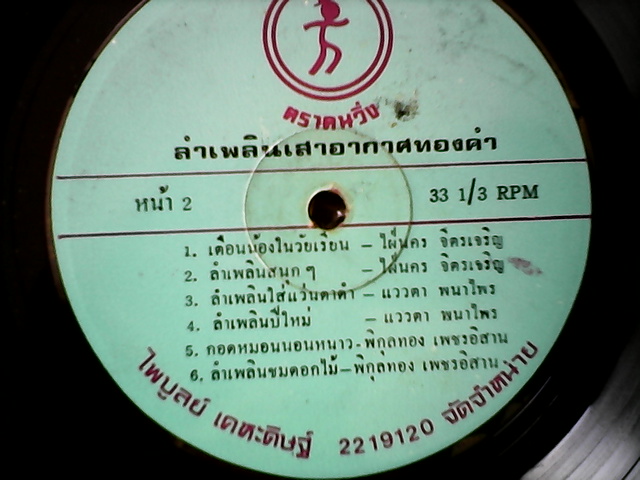 ตราคนวิ่ง
ลำเพลินเสาอากาศทองคำ
หน้า 2
33 1/3 RPM
1. เตือนน้องในวัยเรียน – ไผ่นคร จิตรเจริญ
2. ลำเพลินสนุก ๆ – ไผ่นคร จิตรเจริญ
3. ลำเพลินใส่แว่นตาดำ – แววตา พนาไพร
4. ลำเพลินปีใหม่ – แววตา พนาไพร
5. กอดหมอนนอนหนาว - พิกุลทอง เพชรอิสาน
6. ลำเพลินชมดอกไม้ – พิกุลทอง เพชรอิสาน
ไพบูลย์ เคหะดิษฐ์ 2219120 จัดจำหน่าย